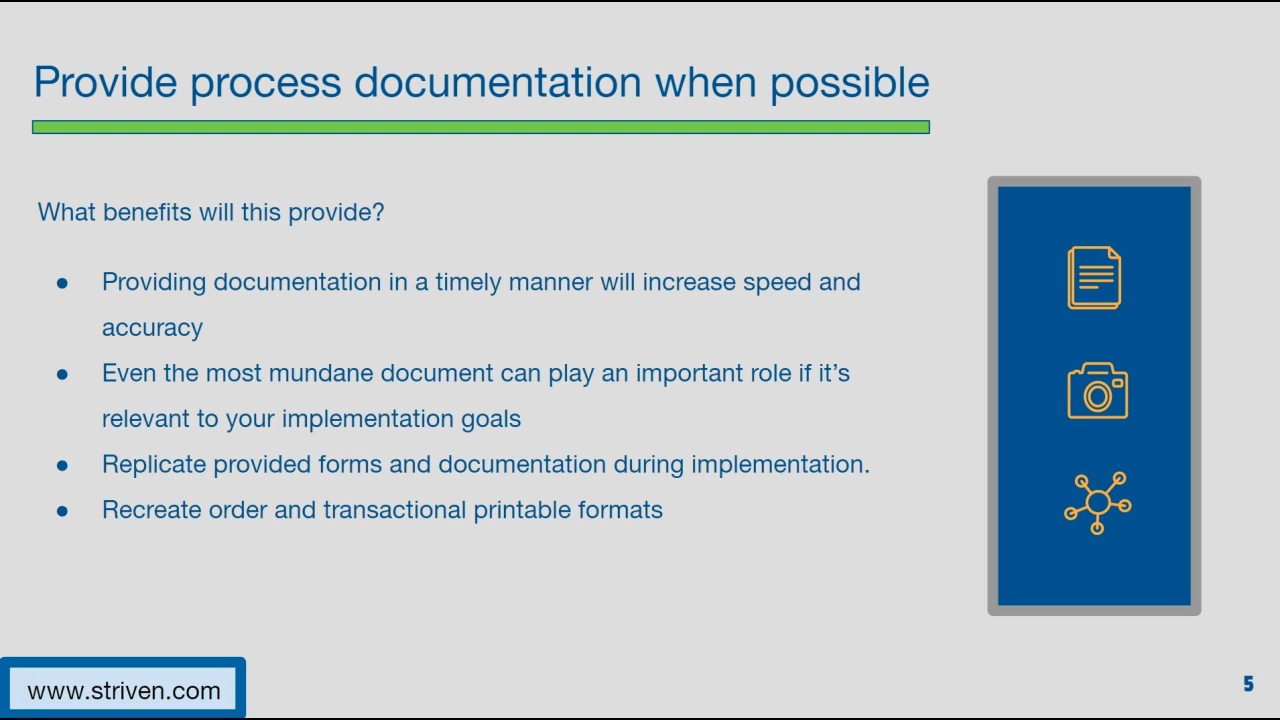 Provide process documentation when possible
What benefits will this provide?
● Providing documentation in a timely manner will increase speed and
accuracy
● Even the most mundane document can play an important role if it’s
relevant to your implementation goals
● Replicate provided forms and documentation during implementation.
● Recreate order and transactional printable formats
www.striven.com
5